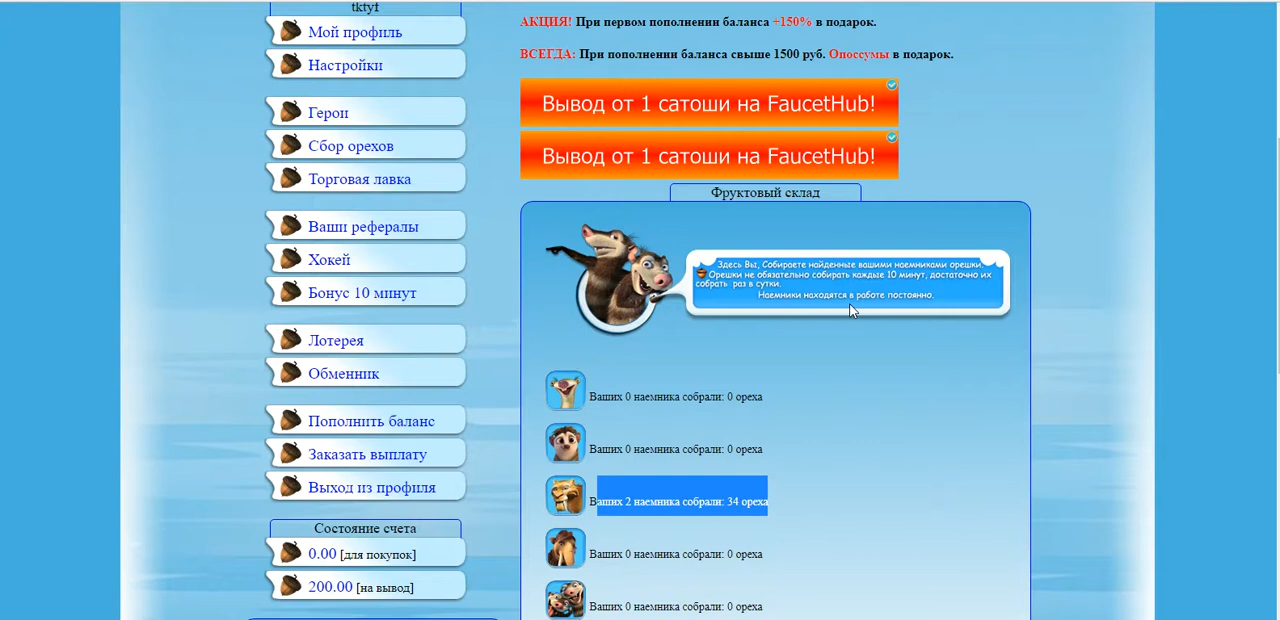 tktyf
Мой профиль
Настройки
Герои
Сбор орехов
Торговая лавка
Ваши рефералы
Хокей
Бонус 10 минут
Лотерея
Обменник
Пополнить баланс
Заказать выплату
Выход из профиля
Состояние счета
0.00 [для покупок]
200.00 [на вывод]
АКЦИЯ! При первом пополнении баланса +150% в подарок.
ВСЕГДА: При пополнении баланса свыше 1500 руб. Опоссумы в подарок.
Вывод от 1 сатоши на FaucetHub!
Вывод от 1 сатоши на FaucetHub!
Фруктовый склад
Здесь Вы, Собираете найденные вашими наемниками орешки.
Орешки не обязательно собирать каждые 10 минут, достаточно их
собрать раз в сутки.
Наемники находятся в работе постоянно.
Ваших 0 наемника собрали: 0 ореха
Ваших 0 наемника собрали: 0 ореха
Ваших 2 наемника собрали: 34 ореха
Ваших 0 наемника собрали: 0 ореха
Ваших 0 наемника собрали: 0 ореха